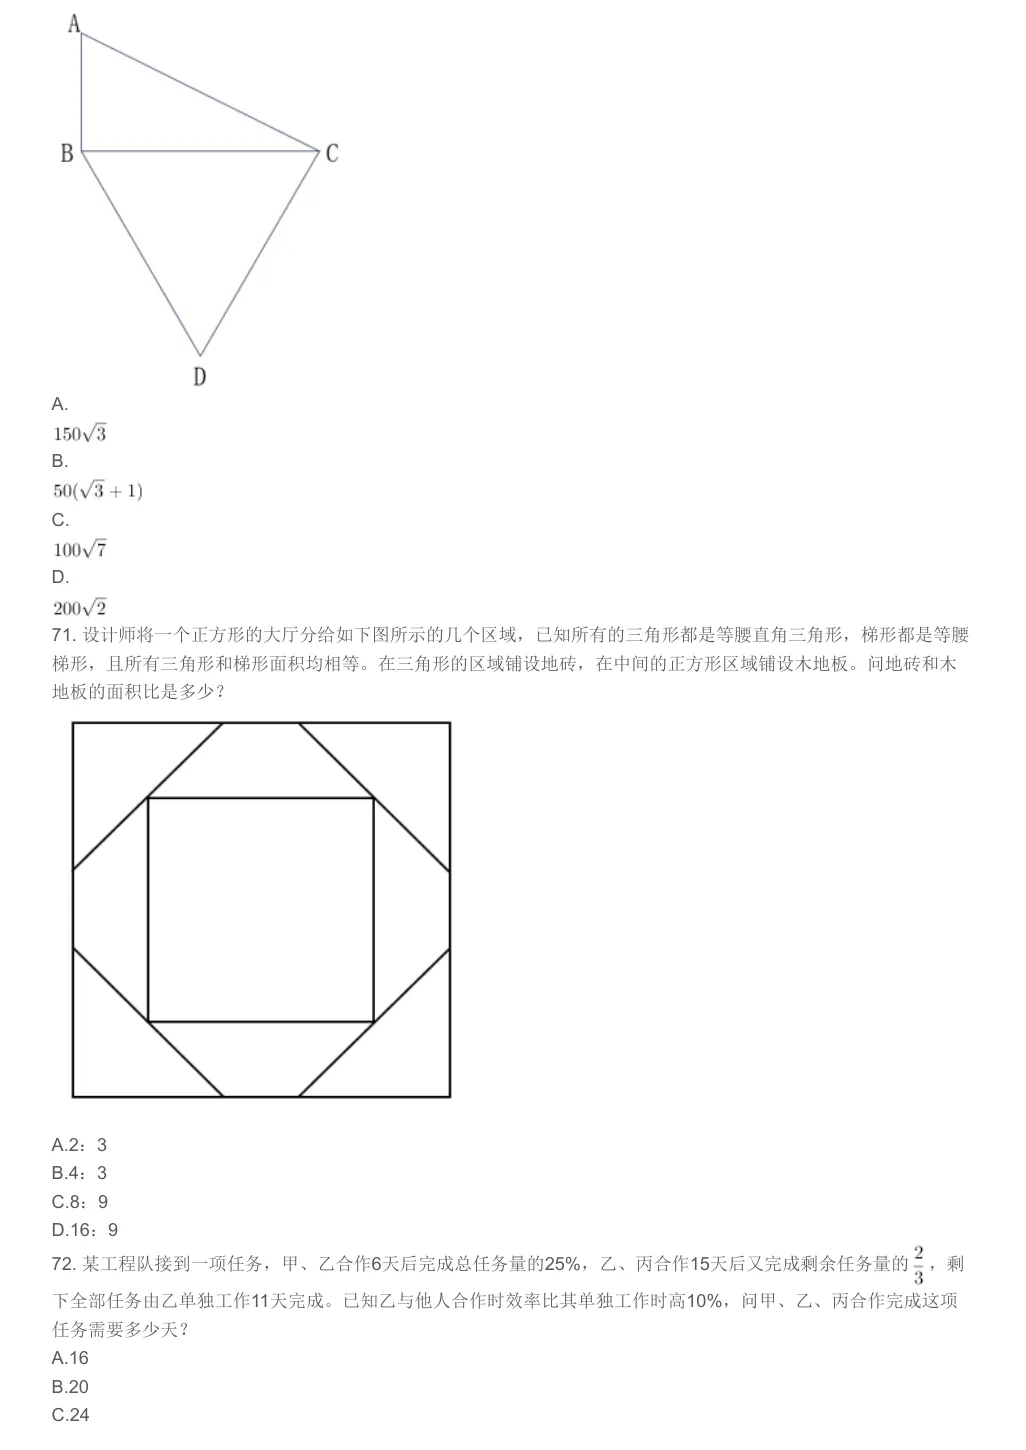 A
B
C
D
A.
150√3
B.
50(√3+1)
C.
100√7
D.
200√2
71. 设计师将一个正方形的大厅分给如下图所示的几个区域，已知所有的三角形都是等腰直角三角形，梯形都是等腰
梯形，且所有三角形和梯形面积均相等。在三角形的区域铺设地砖，在中间的正方形区域铺设木地板。问地砖和木
地板的面积比是多少？
A.2：3
B.4：3
C.8：9
D.16：9
72. 某工程队接到一项任务，甲、乙合作6天后完成总任务量的25%，乙、丙合作15天后又完成剩余任务量的2/3，剩
下全部任务由乙单独工作11天完成。已知乙与他人合作时效率比其单独工作时高10%，问甲、乙、丙合作完成这项
任务需要多少天？
A.16
B.20
C.24